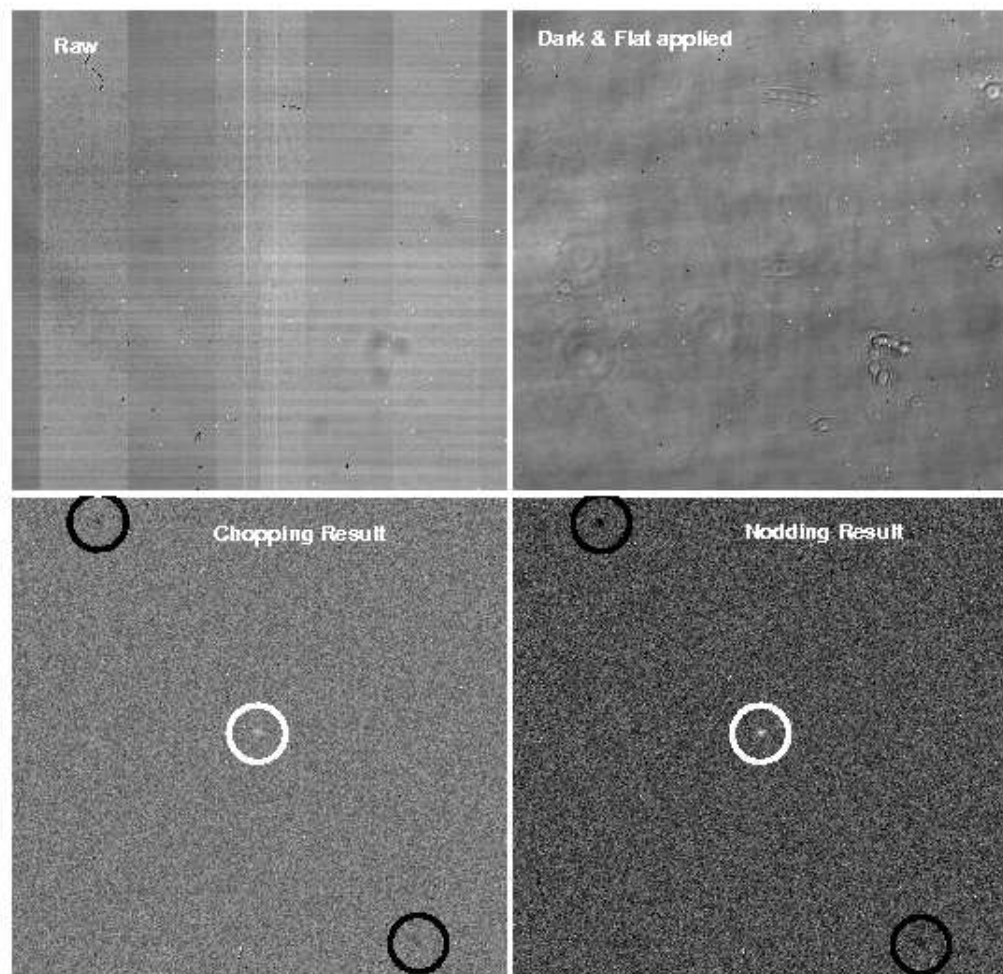 Raw
Dark & Flat applied
Chopping Result
Nodding Result